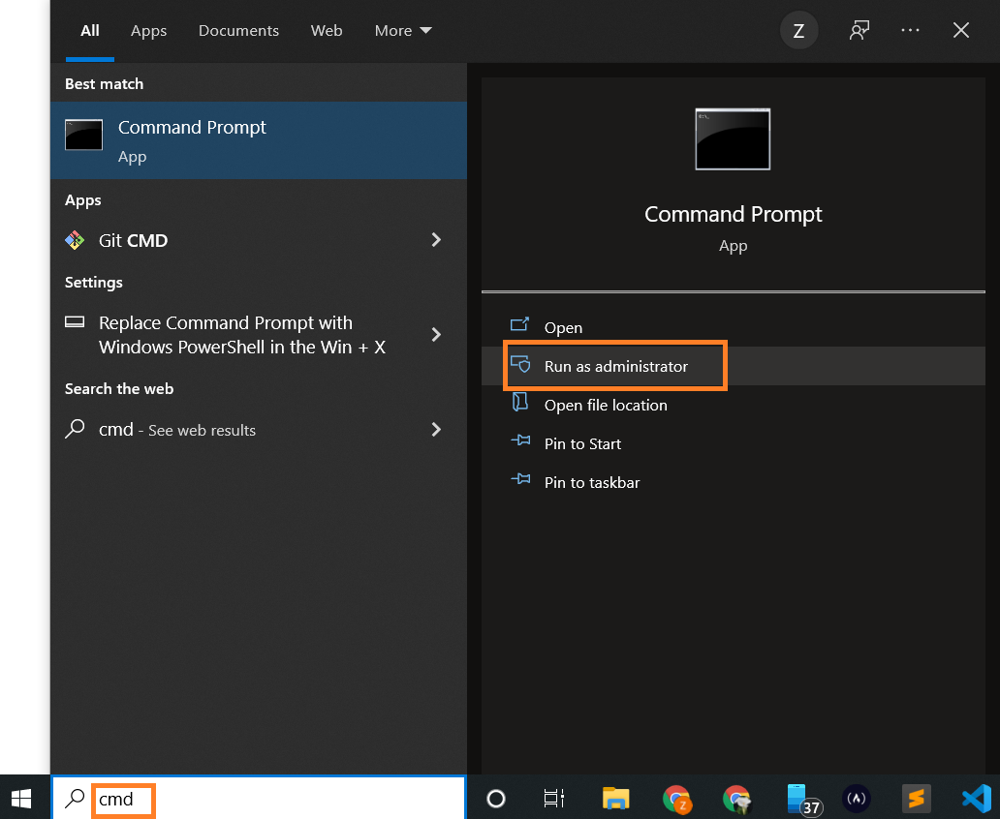 All Apps Documents Web More Z
Best match
Command Prompt
App
Apps
Git CMD
Settings
Replace Command Prompt with
Windows PowerShell in the Win + X
Search the web
cmd - See web results
Command Prompt
App
Open
Run as administrator
Open file location
Pin to Start
Pin to taskbar
cmd
Z
37